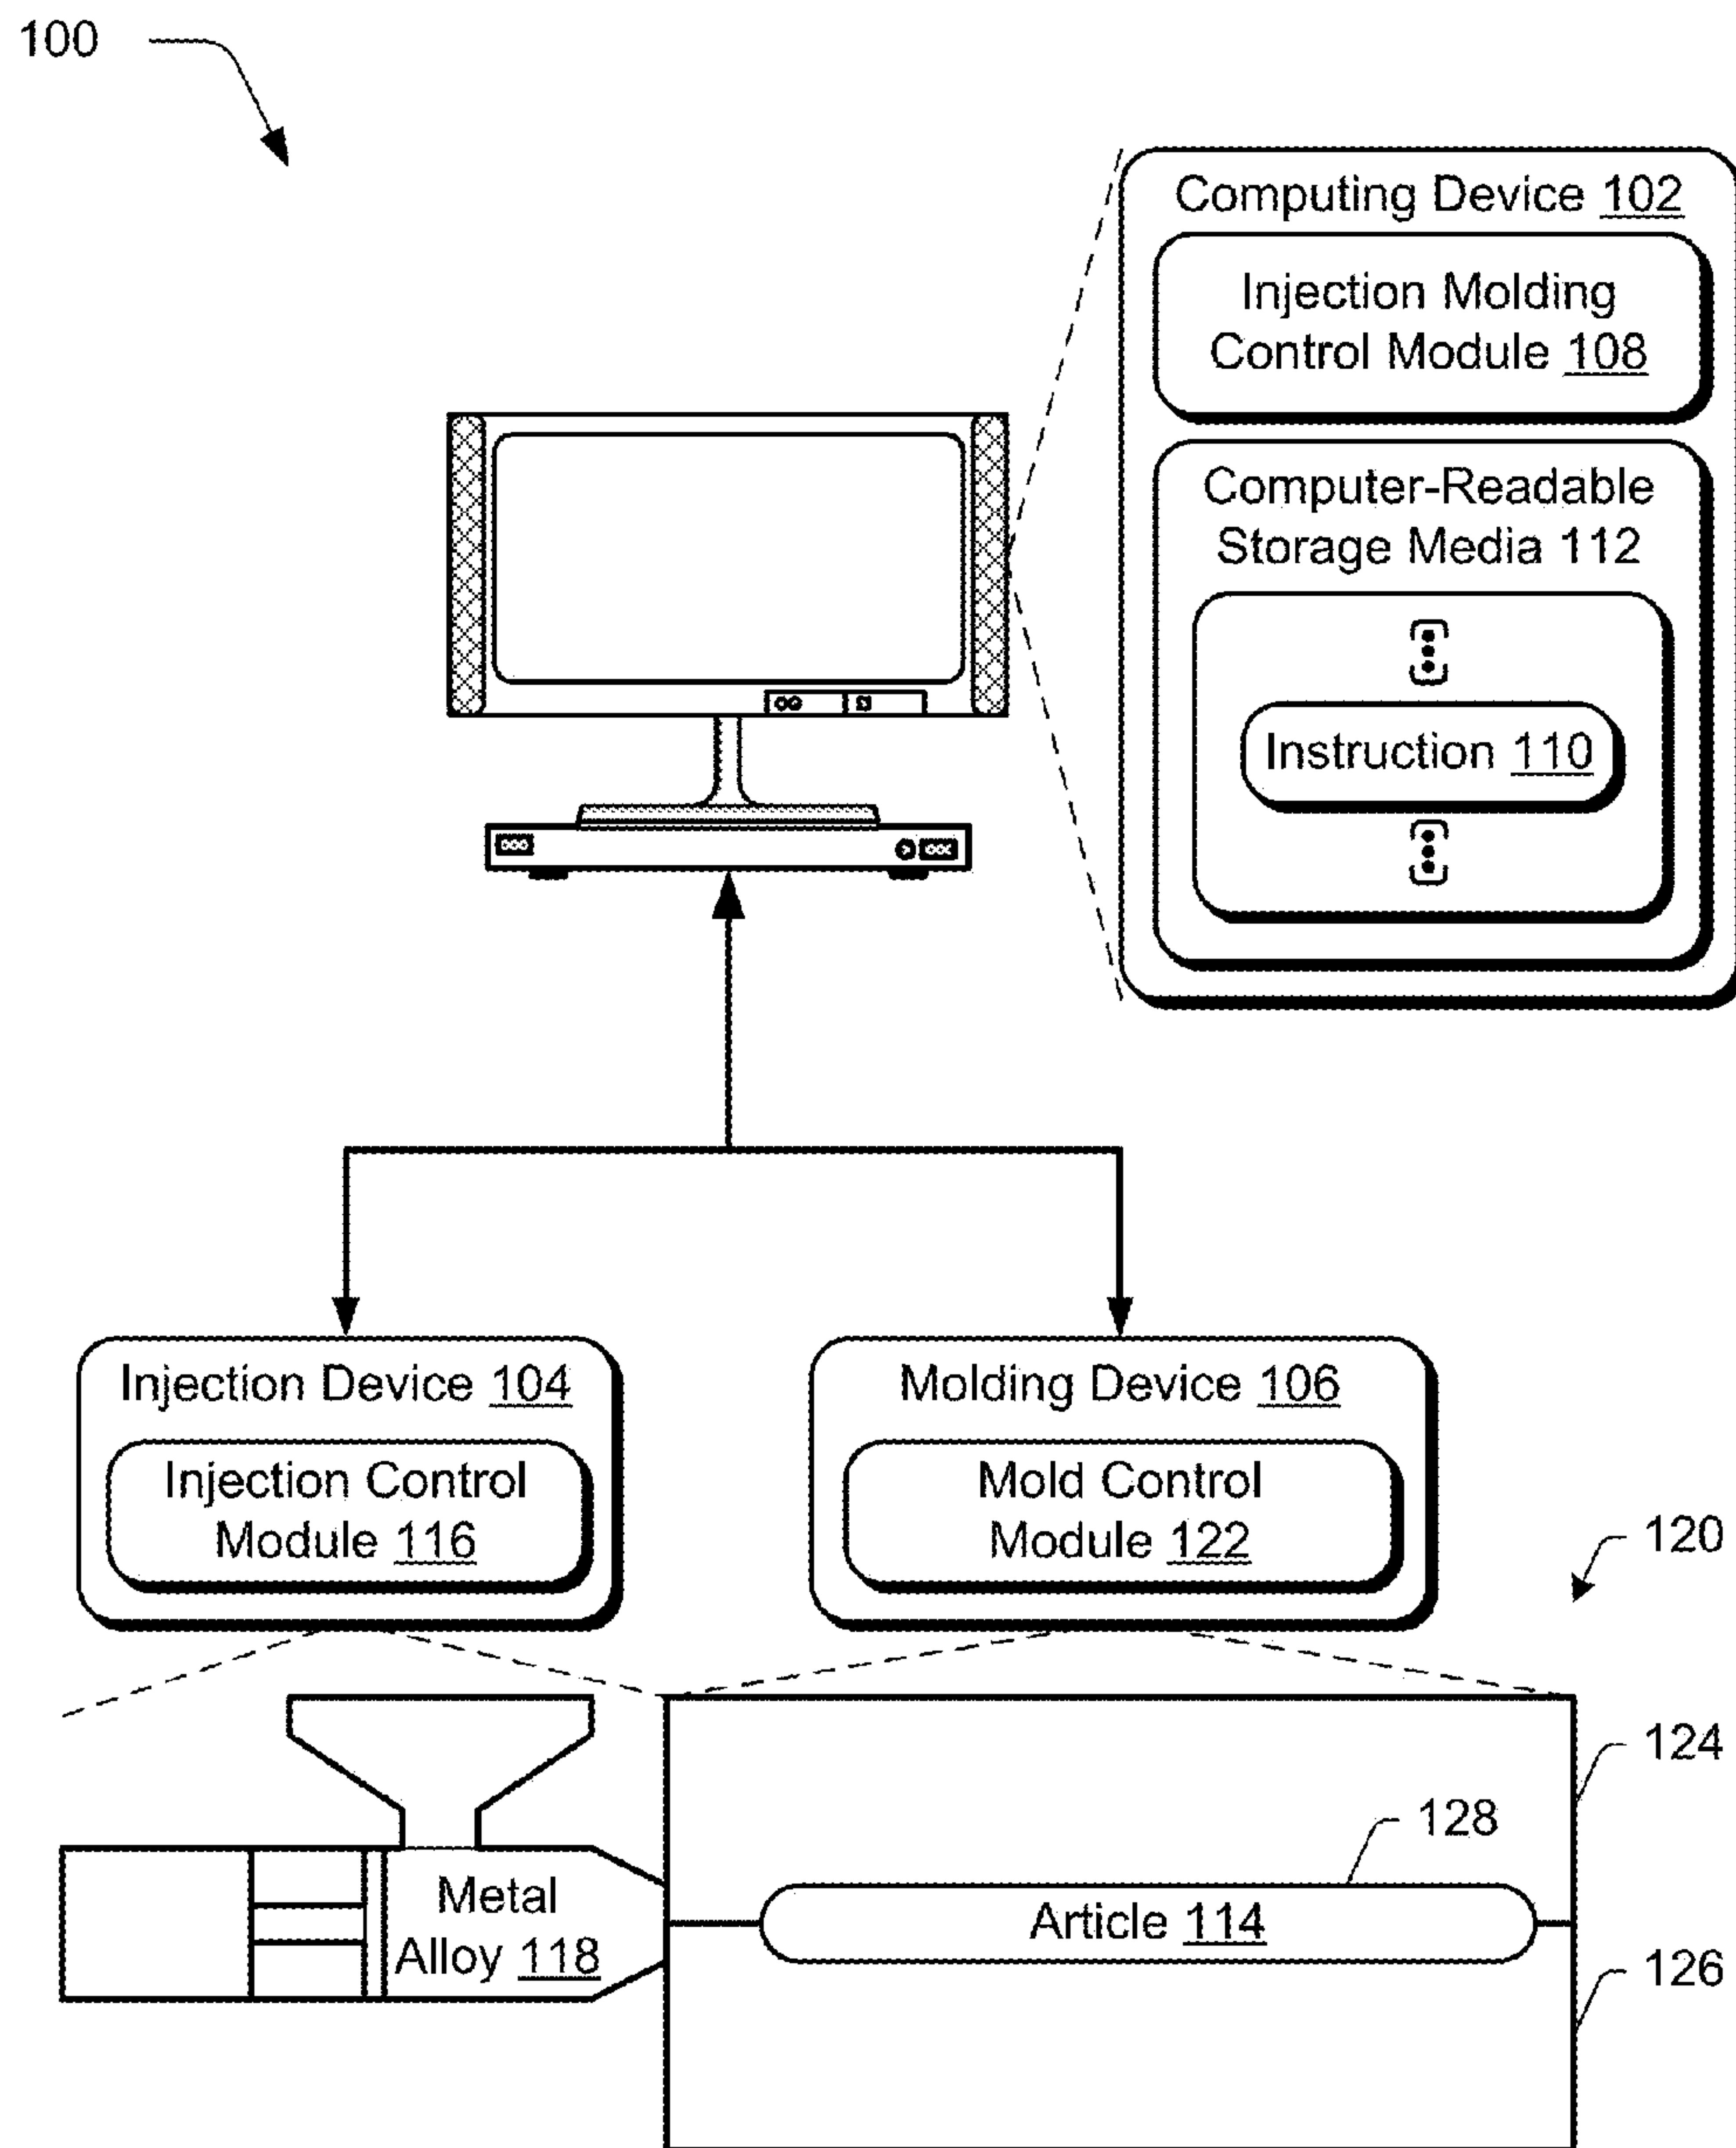 100
Computing Device 102
Injection Molding
Control Module 108
Computer-Readable
Storage Media 112
Instruction 110
Injection Device 104
Injection Control
Module 116
Molding Device 106
Mold Control
Module 122
120
124
128
Metal
Alloy 118
Article 114
126